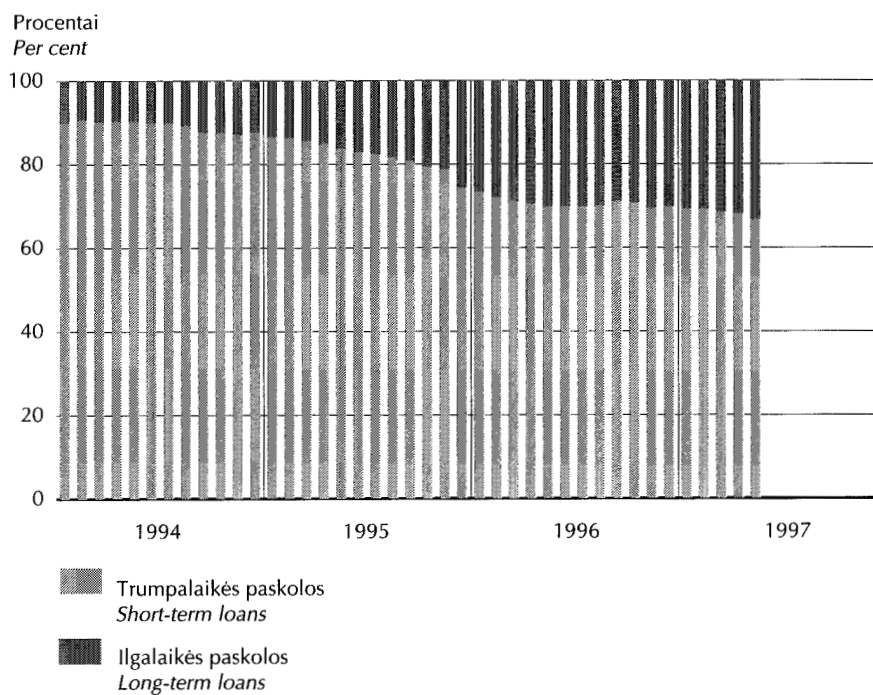 Procentai
Per cent
100
80
60
40
20
0
1994 1995 1996 1997
Trumpalaikės paskolos
Short-term loans
Ilgalaikės paskolos
Long-term loans